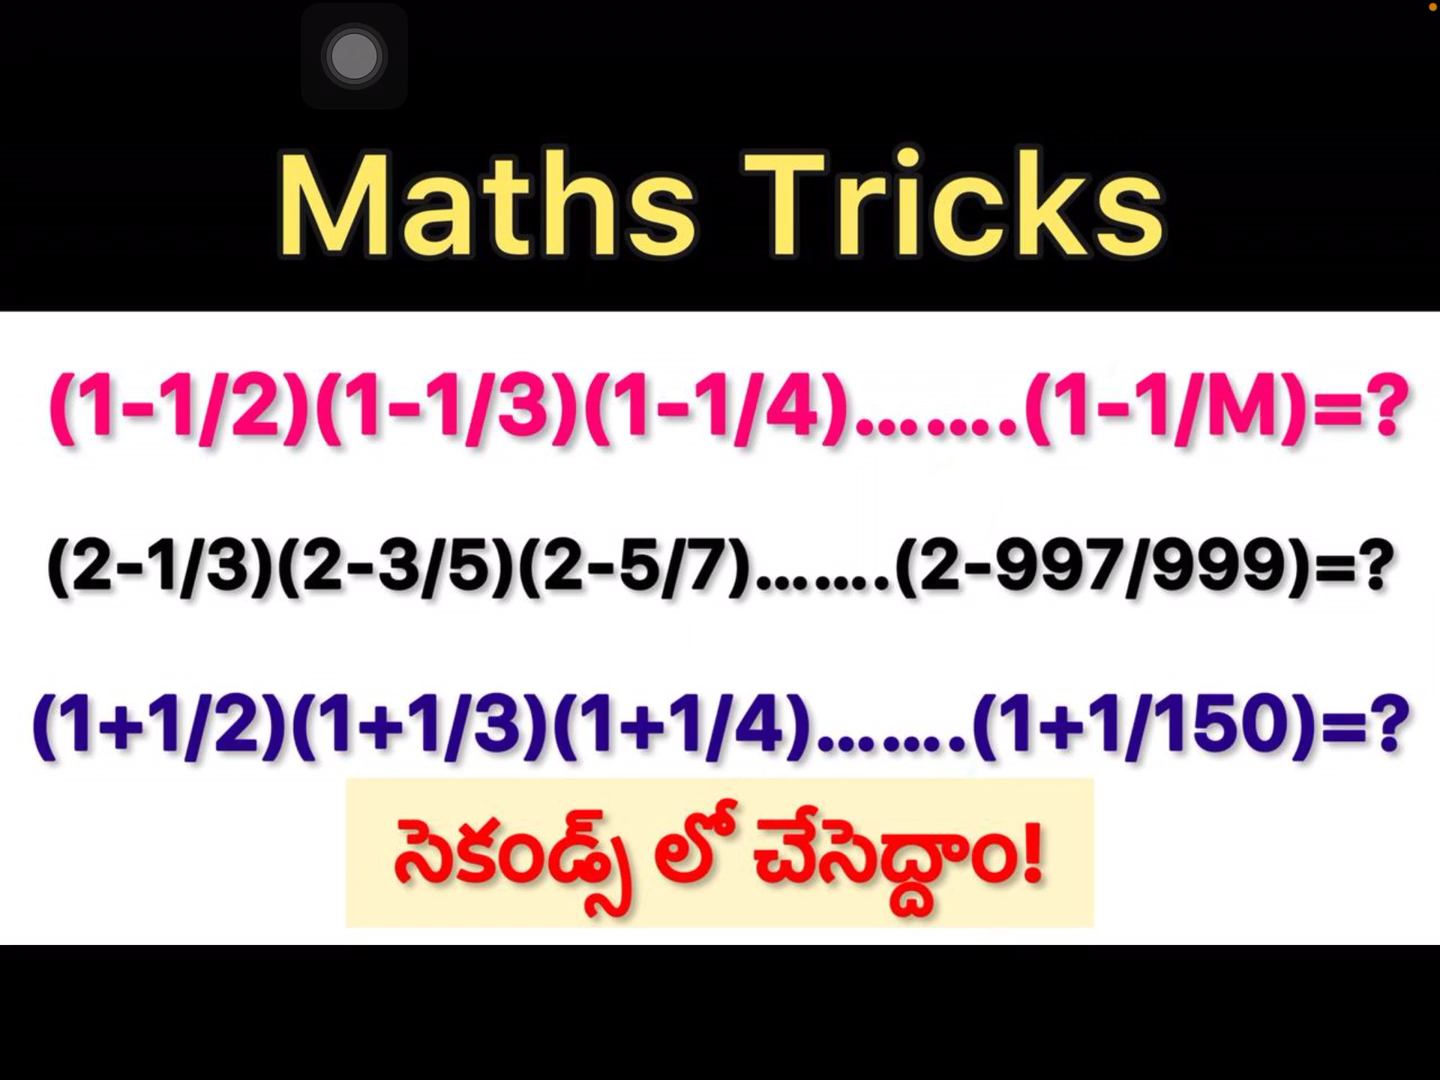 Maths Tricks
(1-1/2)(1-1/3)(1-1/4).......(1-1/M)=?
(2-1/3)(2-3/5)(2-5/7).......(2-997/999)=?
(1+1/2)(1+1/3)(1+1/4).......(1+1/150)=?
సెకండ్స్ లో చేసెద్దాం!